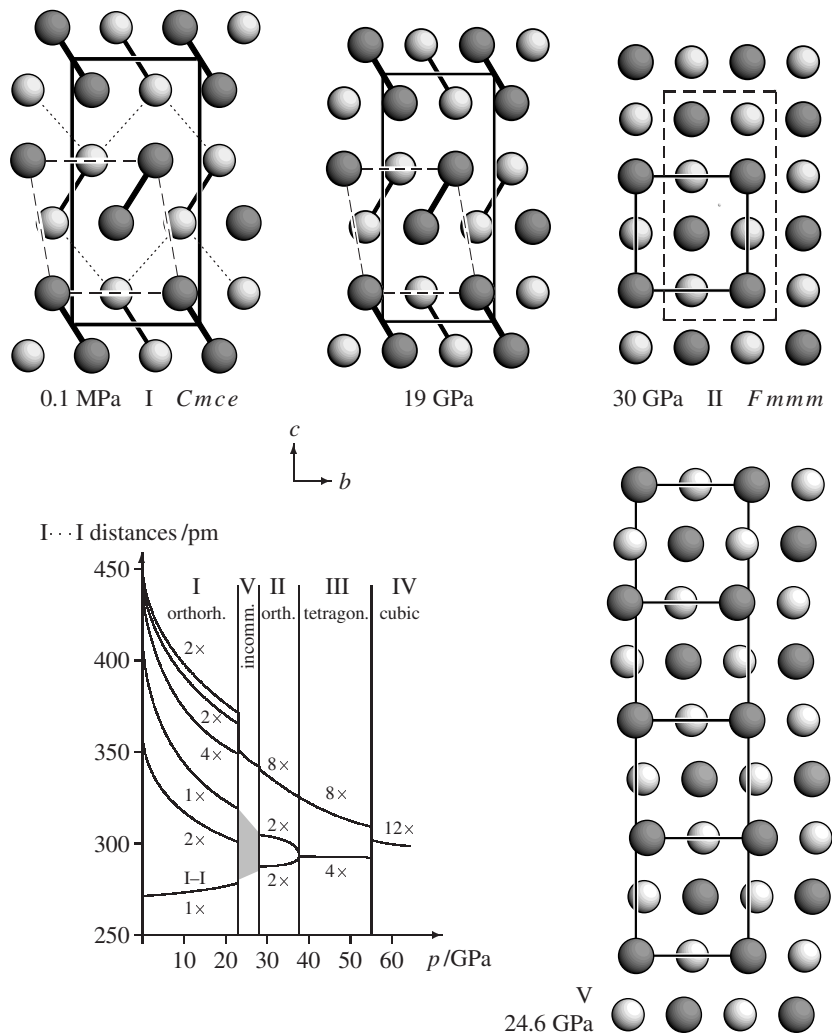 0.1 MPa I Cmce
19 GPa
30 GPa II Fmmm
c
b
I···I distances/pm
450
400
350
300
250
I V II III IV
orthorh. incomm. orth. tetragon. cubic
2×
2×
4×
1×
2×
I–I
1×
8×
2×
2×
8×
4×
12×
10 20 30 40 50 60 p/GPa
V
24.6 GPa